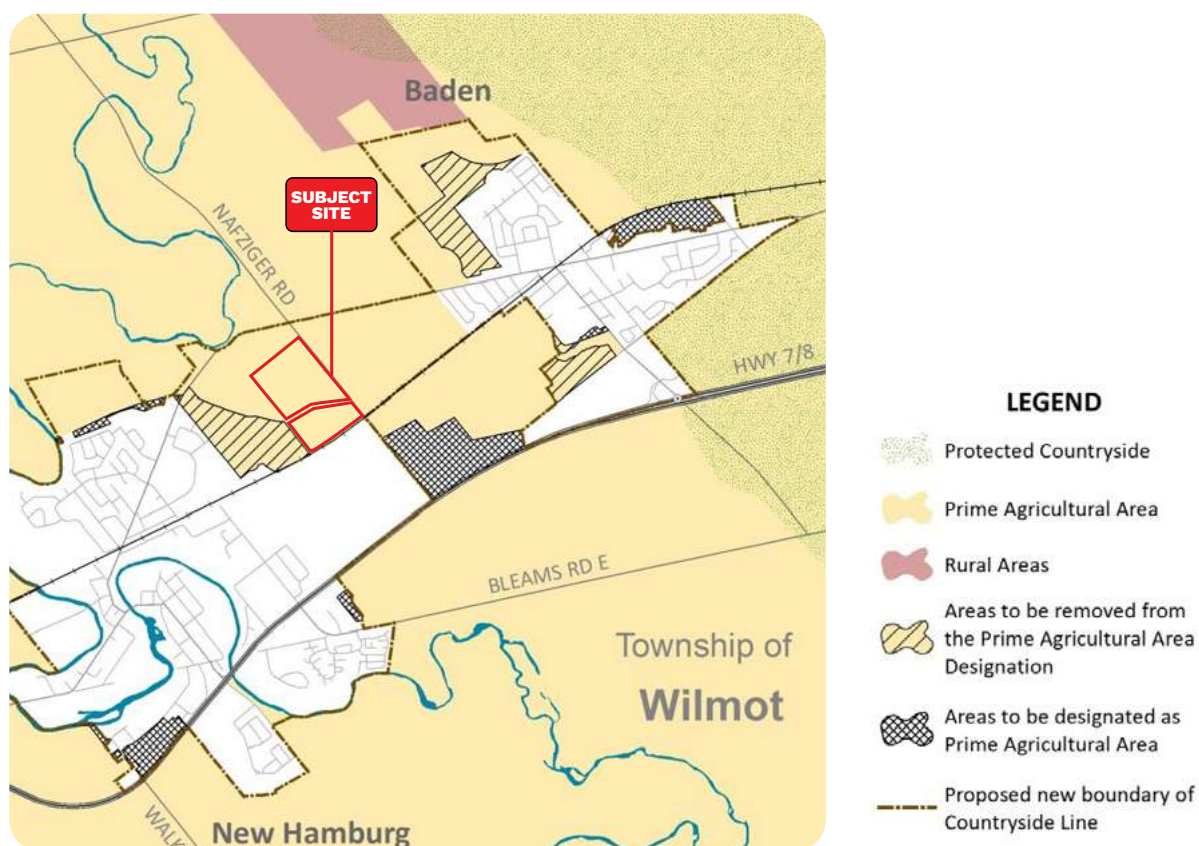 Baden
SUBJECT
SITE
NAFZIGER RD
HWY 7/8
BLEAMS RD E
Township of
Wilmot
WALK
New Hamburg
LEGEND
Protected Countryside
Prime Agricultural Area
Rural Areas
Areas to be removed from
the Prime Agricultural Area
Designation
Areas to be designated as
Prime Agricultural Area
Proposed new boundary of
Countryside Line